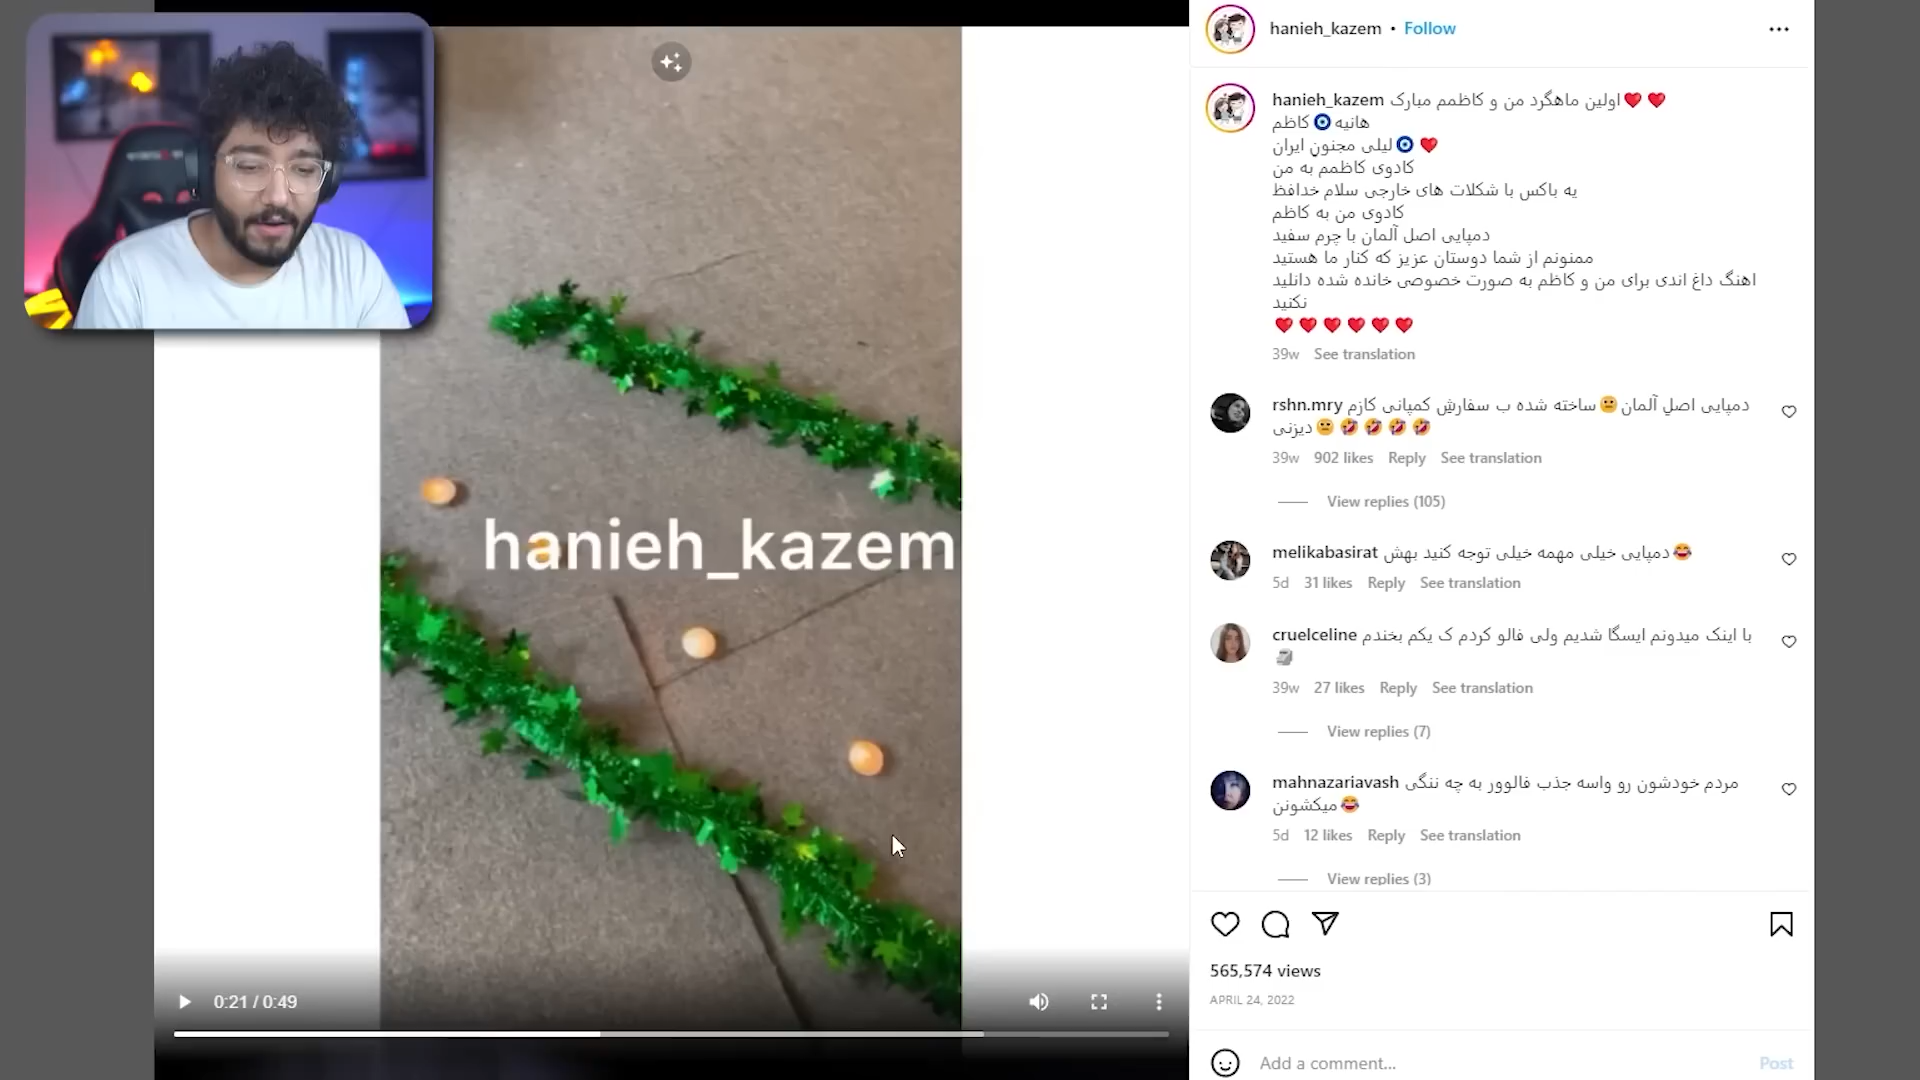 hanieh_kazem
0:21 / 0:49
hanieh_kazem • Follow
hanieh_kazem اولین ماهگرد من و کاظمم مبارک❤️ ❤️
هانیه🧿 کاظم
لیلی مجنون ایران🧿 ❤️
کادوی کاظمم به من
یه باکس با شکلات های خارجی سلام خدافظ
کادوی من به کاظم
دمپایی اصل آلمان با چرم سفید
ممنونم از شما دوستان عزیز که کنار ما هستید
اهنگ داغ اندی برای من و کاظم به صورت خصوصی خانده شده دانلید
نکنید
❤️ ❤️ ❤️ ❤️ ❤️ ❤️
39w See translation
rshn.mry دمپایی اصلِ آلمان😐ساخته شده ب سفارشِ کمپانی کازم
دیزنی😐🤣🤣🤣🤣
39w 902 likes Reply See translation
View replies (105)
melikabasirat دمپایی خیلی مهمه خیلی توجه کنید بهش😂
5d 31 likes Reply See translation
cruelceline با اینک میدونم ایسگا شدیم ولی فالو کردم ک یکم بخندم
🗿
39w 27 likes Reply See translation
View replies (7)
mahnazariavash مردم خودشون رو واسه جذب فالوور به چه ننگی
میکشونن😂
5d 12 likes Reply See translation
View replies (3)
565,574 views
APRIL 24, 2022
Add a comment...
Post